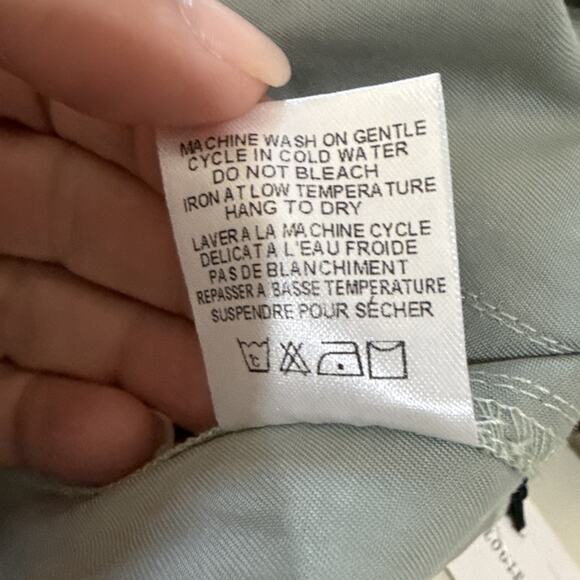 MACHINE WASH ON GENTLE
CYCLE IN COLD WATER
DO NOT BLEACH
IRON AT LOW TEMPERATURE
HANG TO DRY
LAVER A LA MACHINE CYCLE
DELICAT A L'EAU FROIDE
PAS DE BLANCHIMENT
REPASSER A BASSE TEMPÉRATURE
SUSPENDRE POUR SÉCHER
°C